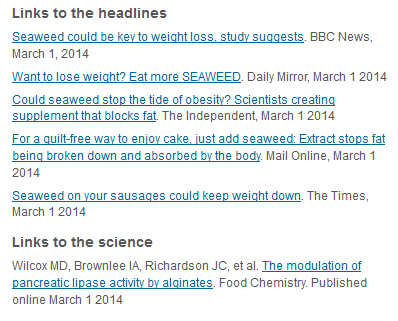 Links to the headlines
Seaweed could be key to weight loss, study suggests. BBC News,
March 1, 2014
Want to lose weight? Eat more SEAWEED. Daily Mirror, March 1 2014
Could seaweed stop the tide of obesity? Scientists creating
supplement that blocks fat. The Independent, March 1 2014
For a guilt-free way to enjoy cake, just add seaweed: Extract stops fat
being broken down and absorbed by the body. Mail Online, March 1
2014
Seaweed on your sausages could keep weight down. The Times,
March 1 2014
Links to the science
Wilcox MD, Brownlee IA, Richardson JC, et al. The modulation of
pancreatic lipase activity by alginates. Food Chemistry. Published
online March 1 2014